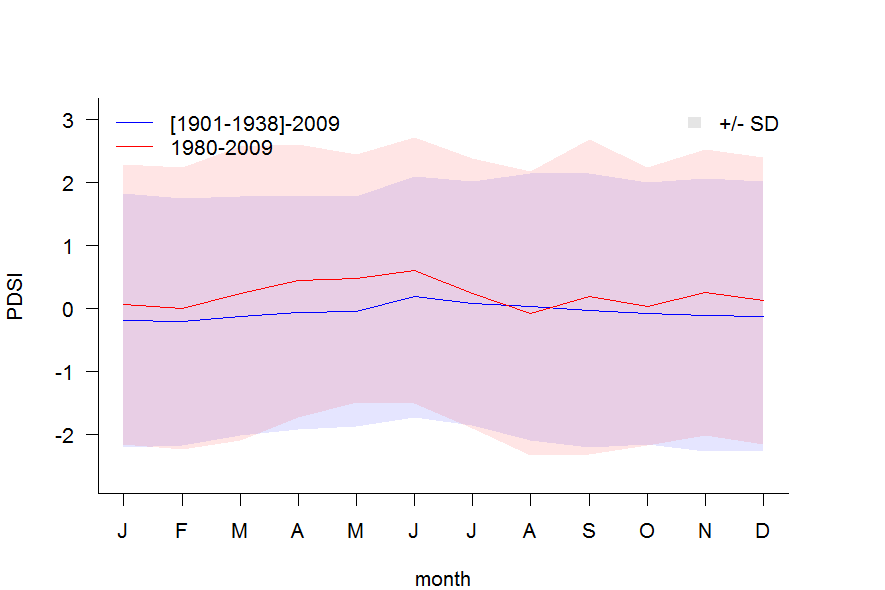 [1901-1938]-2009
1980-2009
+/- SD
3
2
1
0
-1
-2
PDSI
J F M A M J J A S O N D
month